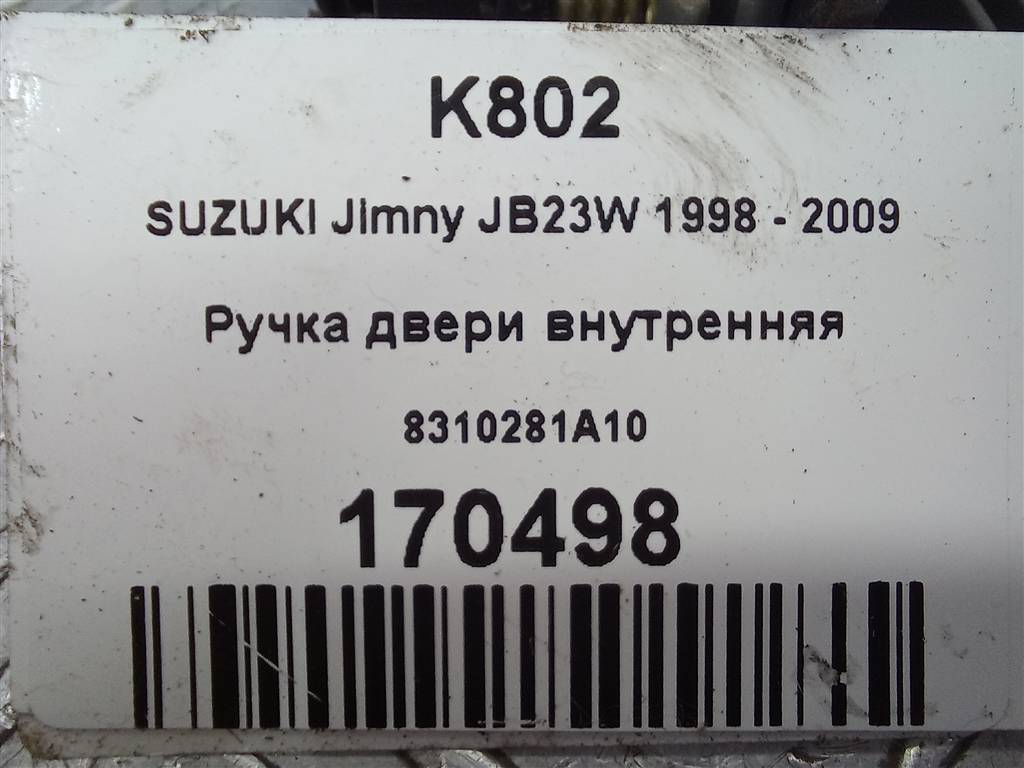 K802
SUZUKI Jimny JB23W 1998 - 2009
Ручка двери внутренняя
8310281A10
170498